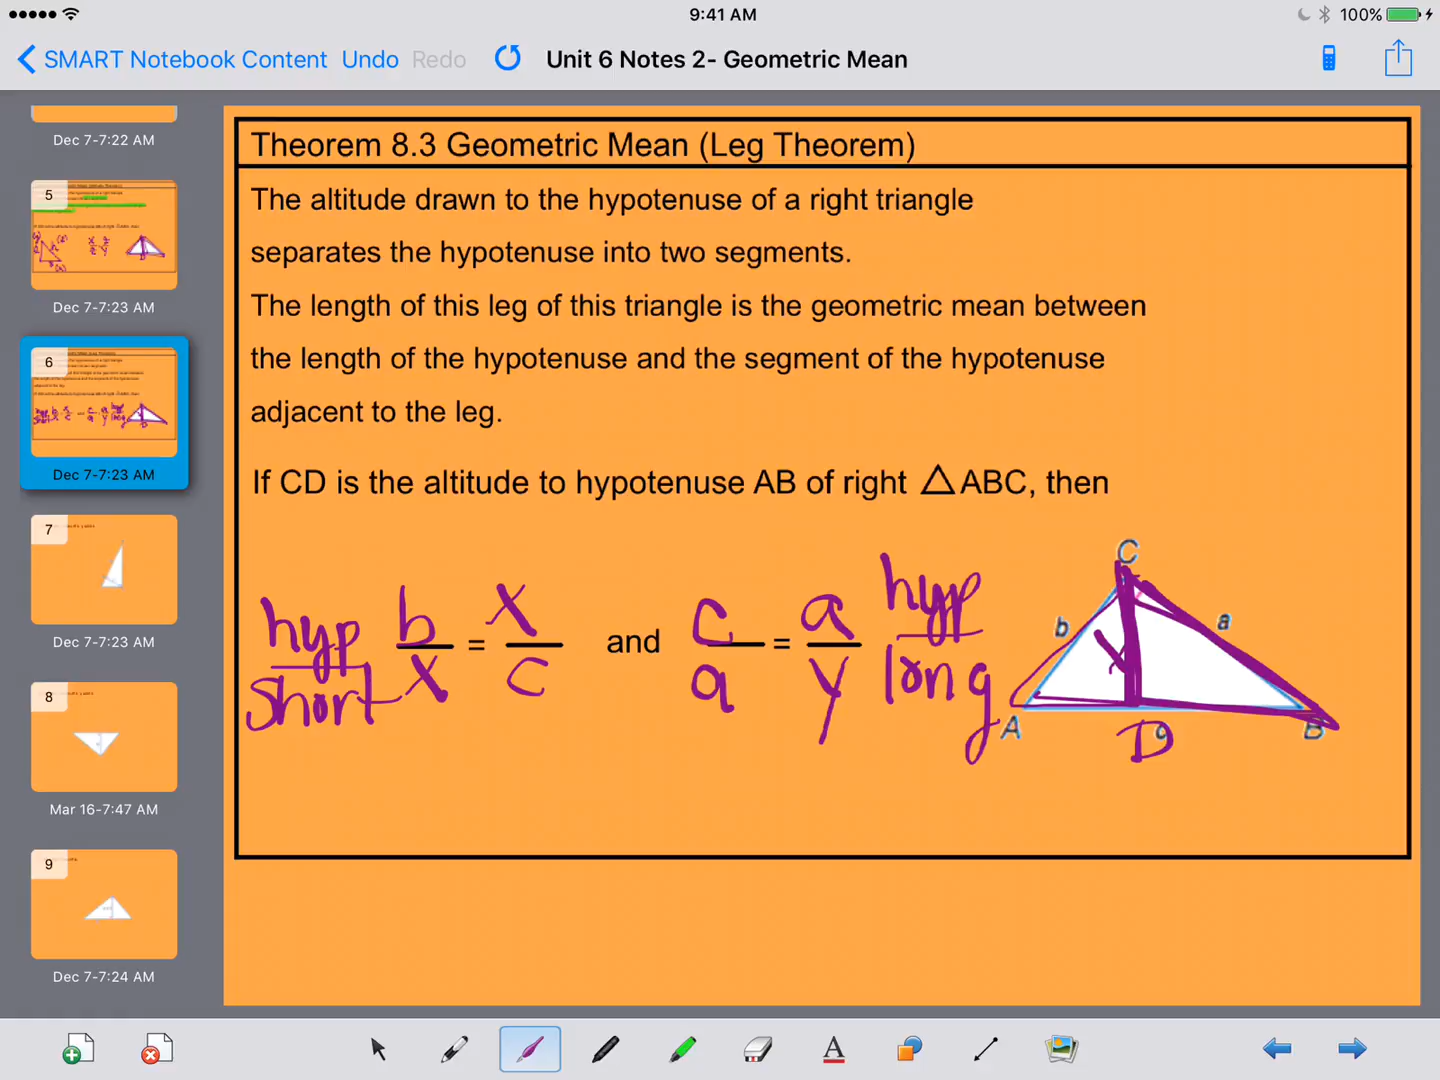 9:41 AM
100%
SMART Notebook Content Undo Redo Unit 6 Notes 2- Geometric Mean
Dec 7-7:22 AM
5
Dec 7-7:23 AM
6
Dec 7-7:23 AM
7
Dec 7-7:23 AM
8
Mar 16-7:47 AM
9
Dec 7-7:24 AM
Theorem 8.3 Geometric Mean (Leg Theorem)
The altitude drawn to the hypotenuse of a right triangle
separates the hypotenuse into two segments.
The length of this leg of this triangle is the geometric mean between
the length of the hypotenuse and the segment of the hypotenuse
adjacent to the leg.
If CD is the altitude to hypotenuse AB of right △ABC, then
hyp/short b/x = x/c and c/a = a/y hyp/long
C
b a
A D B
A